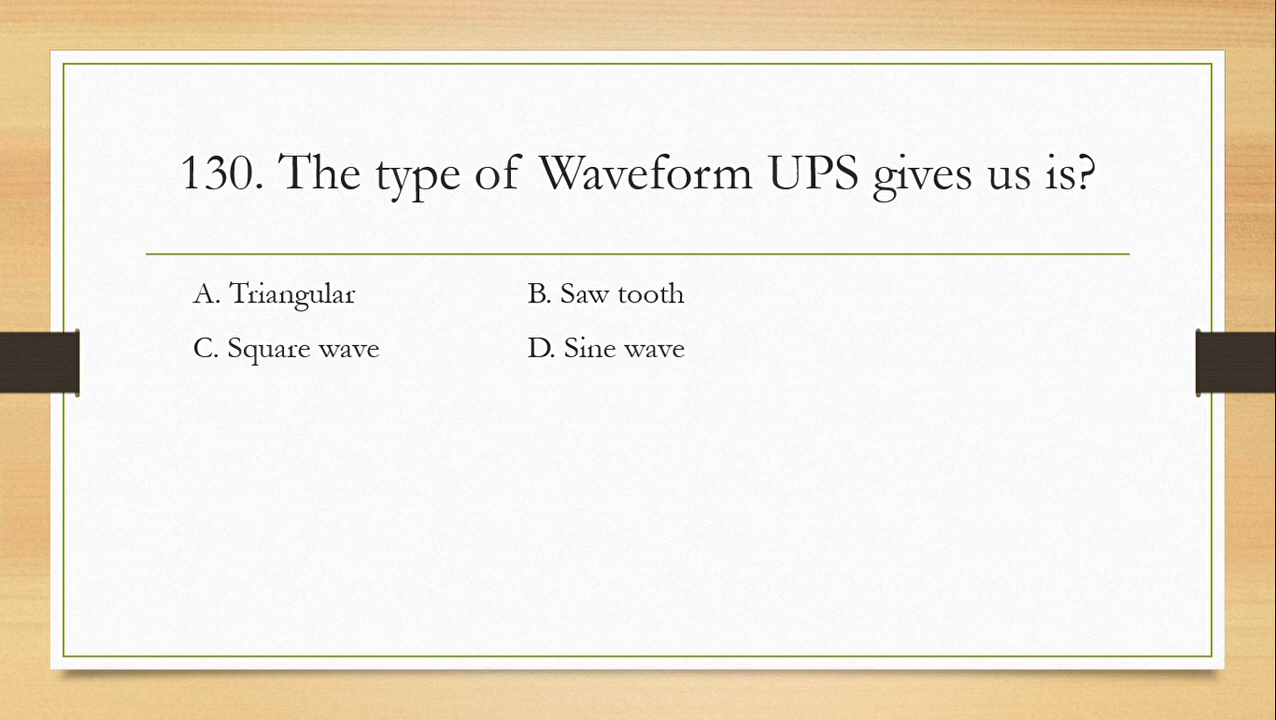 130. The type of Waveform UPS gives us is?
A. Triangular B. Saw tooth
C. Square wave D. Sine wave